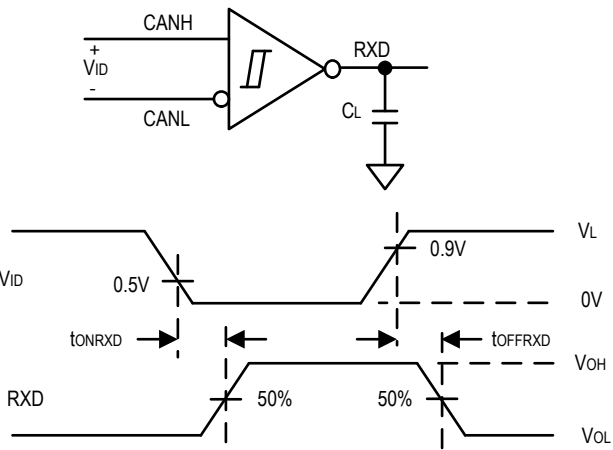 CANH
+
VID
-
CANL
RXD
CL
VID
0.5V
0.9V
VL
0V
tONRXD
tOFFRXD
RXD
50%
50%
VOH
VOL